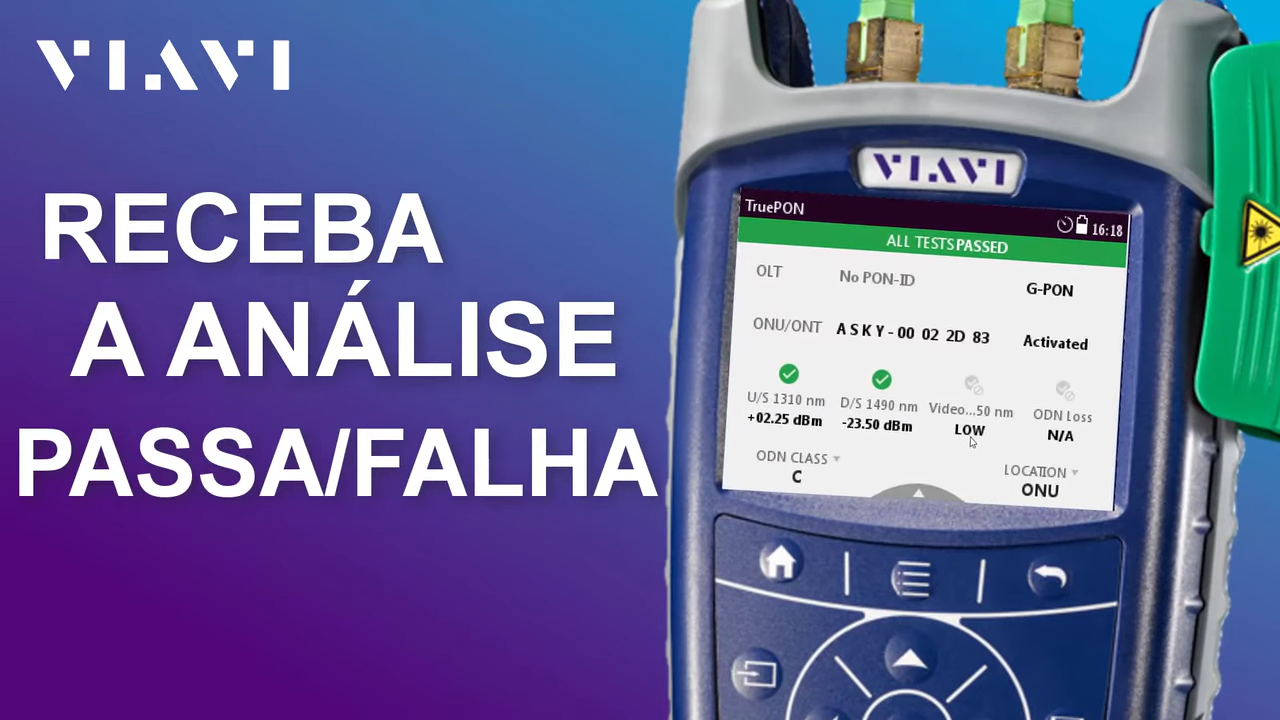 VIAVI
RECEBA
A ANÁLISE
PASSA/FALHA
VIAVI
TruePON
16:18
ALL TESTS PASSED
OLT No PON-ID G-PON
ONU/ONT A S K Y - 00 02 2D 83 Activated
U/S 1310 nm D/S 1490 nm Video...50 nm ODN Loss
+02.25 dBm -23.50 dBm LOW N/A
ODN CLASS LOCATION
C ONU